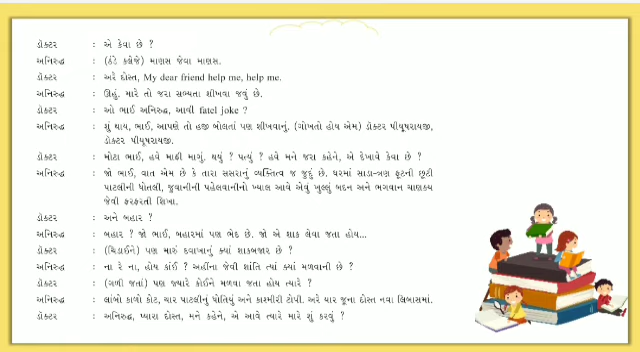 ડૉક્ટર : એ કેવા છે ?
અનિરુદ્ધ : (ઠંડે કલેજે) માણસ જેવા માણસ.
ડૉક્ટર : અરે દોસ્ત, My dear friend help me, help me.
અનિરુદ્ધ : ઊહું. મારે તો જરા સભ્યતા શીખવા જવું છે.
ડૉક્ટર : ઓ ભાઈ અનિરુદ્ધ, આવી fatel joke ?
અનિરુદ્ધ : શું થાય, ભાઈ, આપણે તો હજી બોલતાં પણ શીખવાનું. (ગોખતો હોય એમ) ડૉક્ટર પીયૂષરાયજી,
ડૉક્ટર પીયૂષરાયજી.
ડૉક્ટર : મોટા ભાઈ, હવે માફી માગું. થયું ? પત્યું ? હવે મને જરા કહેને, એ દેખાવે કેવા છે ?
અનિરુદ્ધ : જો ભાઈ, વાત એમ છે કે તારા સસરાનું વ્યક્તિત્વ જ જુદું છે. ઘરમાં સાડા-ત્રણ ફૂટની છૂટી
પાટલીની ધોતલી, જુવાનીની પહેલવાનીનો ખ્યાલ આવે એવું ખુલ્લું બદન અને ભગવાન ચાણક્ય
જેવી ફરફરતી શિખા.
ડૉક્ટર : અને બહાર ?
અનિરુદ્ધ : બહાર ? જો ભાઈ, બહારમાં પણ ભેદ છે. જો એ શાક લેવા જતા હોય...
ડૉક્ટર : (ચિડાઈને) પણ મારું દવાખાનું ક્યાં શાકબજાર છે ?
અનિરુદ્ધ : ના રે ના, હોય કાંઈ ? અહીંના જેવી શાંતિ ત્યાં ક્યાં મળવાની છે ?
ડૉક્ટર : (ગળી જતાં) પણ જ્યારે કોઈને મળવા જતા હોય ત્યારે ?
અનિરુદ્ધ : લાંબો કાળો કોટ, ચાર પાટલીનું ધોતિયું અને કાશ્મીરી ટોપી. અરે યાર જૂના દોસ્ત નવા લિબાસમાં.
ડૉક્ટર : અનિરુદ્ધ, પ્યારા દોસ્ત, મને કહેને, એ આવે ત્યારે મારે શું કરવું ?